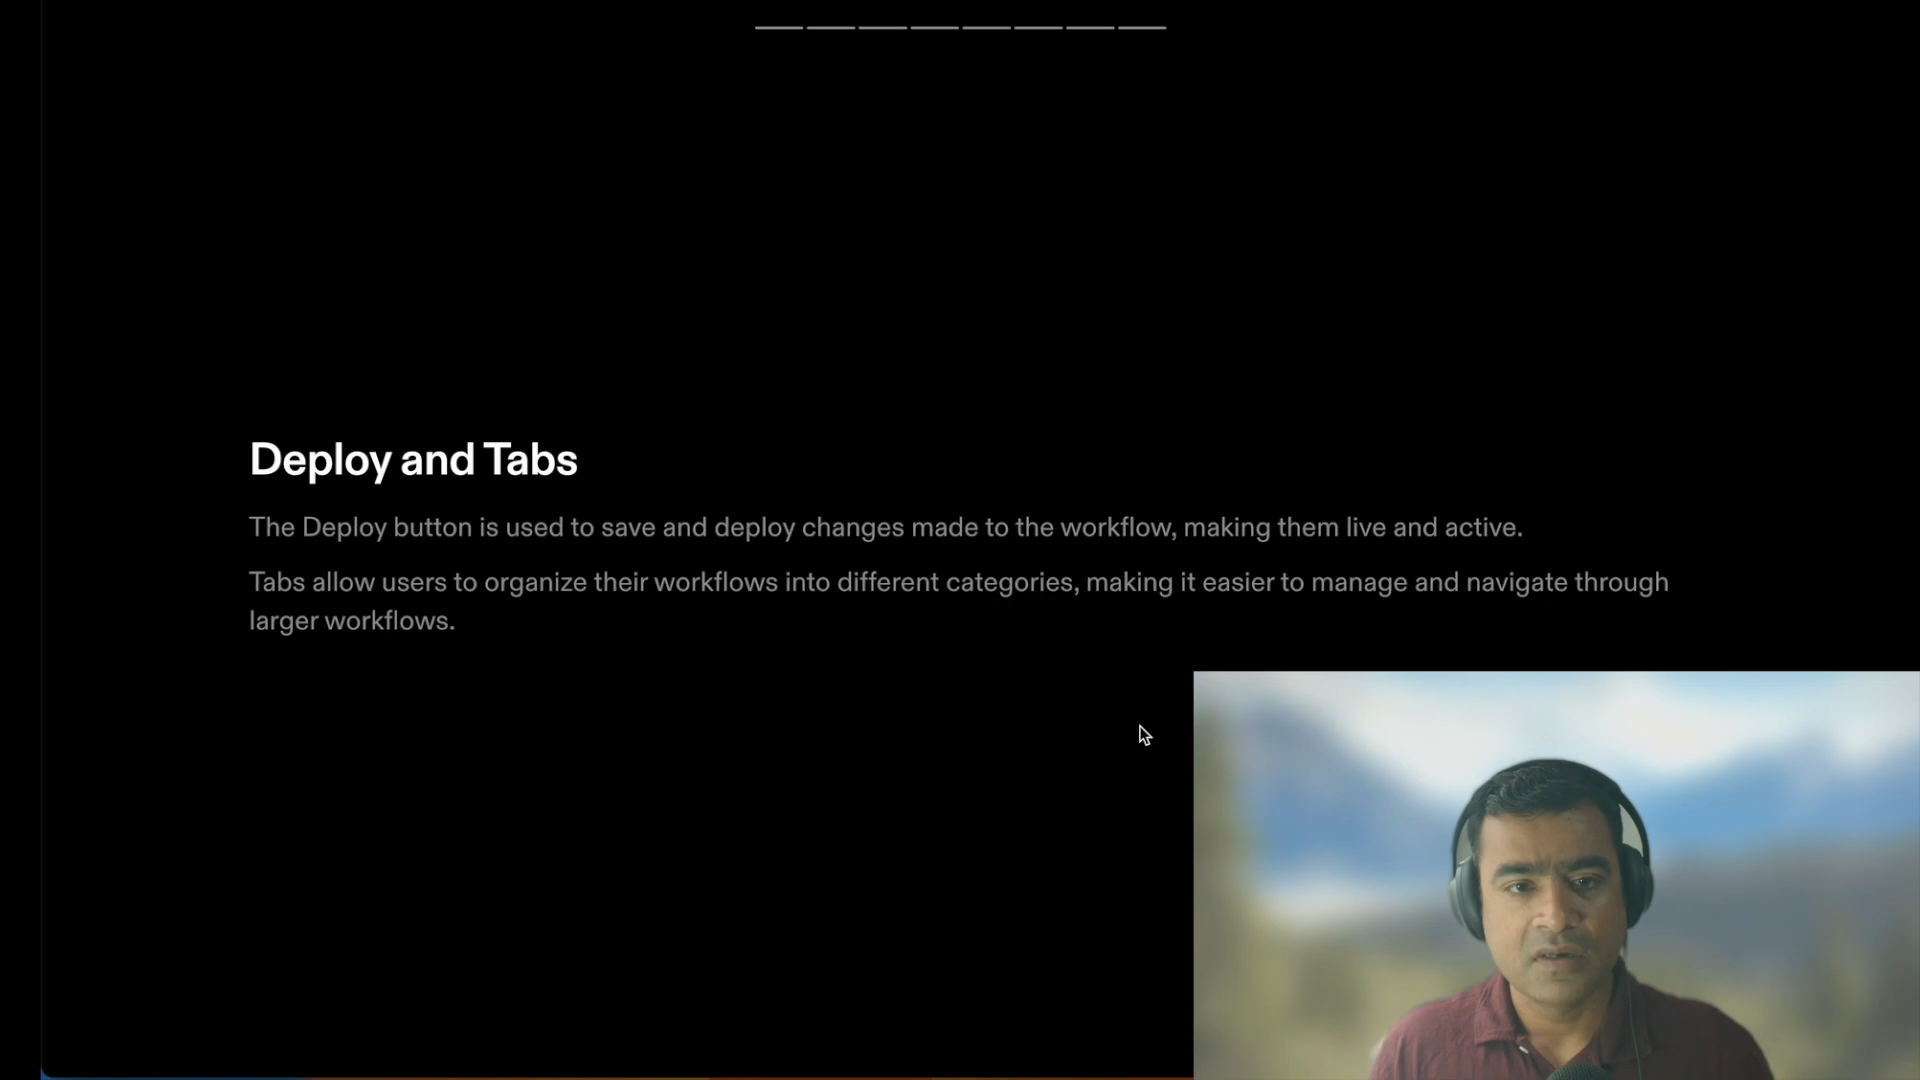 Deploy and Tabs
The Deploy button is used to save and deploy changes made to the workflow, making them live and active.
Tabs allow users to organize their workflows into different categories, making it easier to manage and navigate through
larger workflows.